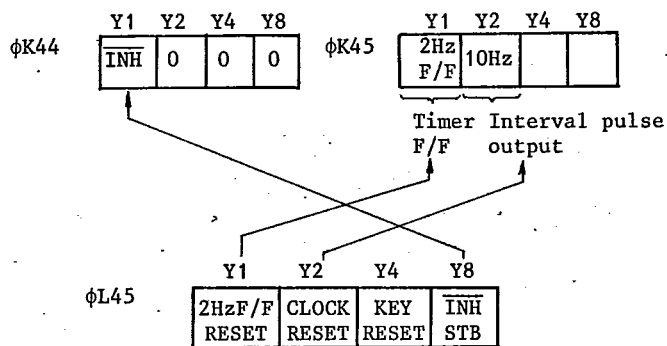 Y1 Y2 Y4 Y8 Y1 Y2 Y4 Y8
φK44 INH 0 0 0 φK45 2Hz F/F 10Hz
Timer F/F Interval pulse output
Y1 Y2 Y4 Y8
φL45 2HzF/F RESET CLOCK RESET KEY RESET INH STB